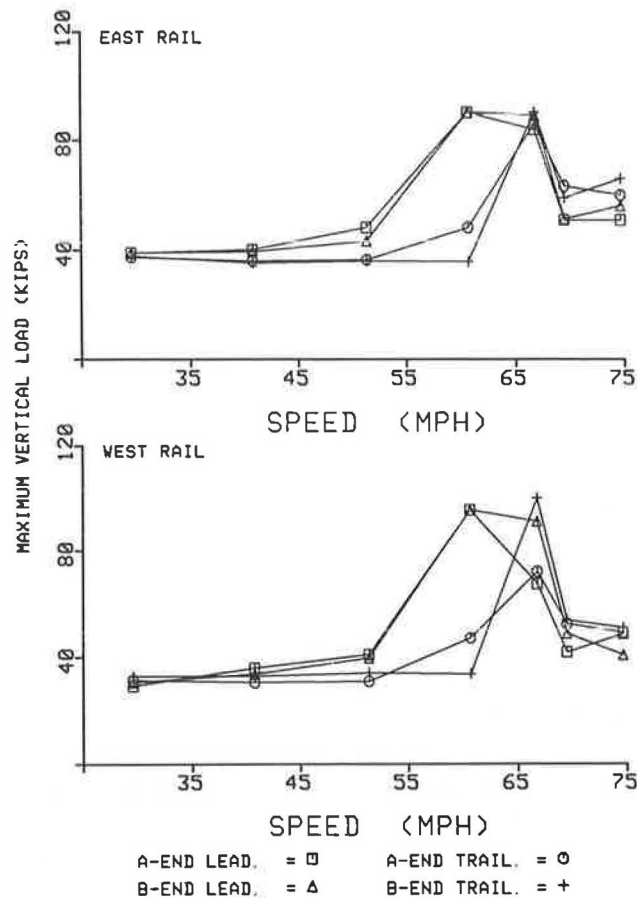 EAST RAIL
120
80
40
35 45 55 65 75
SPEED (MPH)
MAXIMUM VERTICAL LOAD (KIPS)
WEST RAIL
120
80
40
35 45 55 65 75
SPEED (MPH)
A-END LEAD. = □ A-END TRAIL. = ○
B-END LEAD. = △ B-END TRAIL. = +